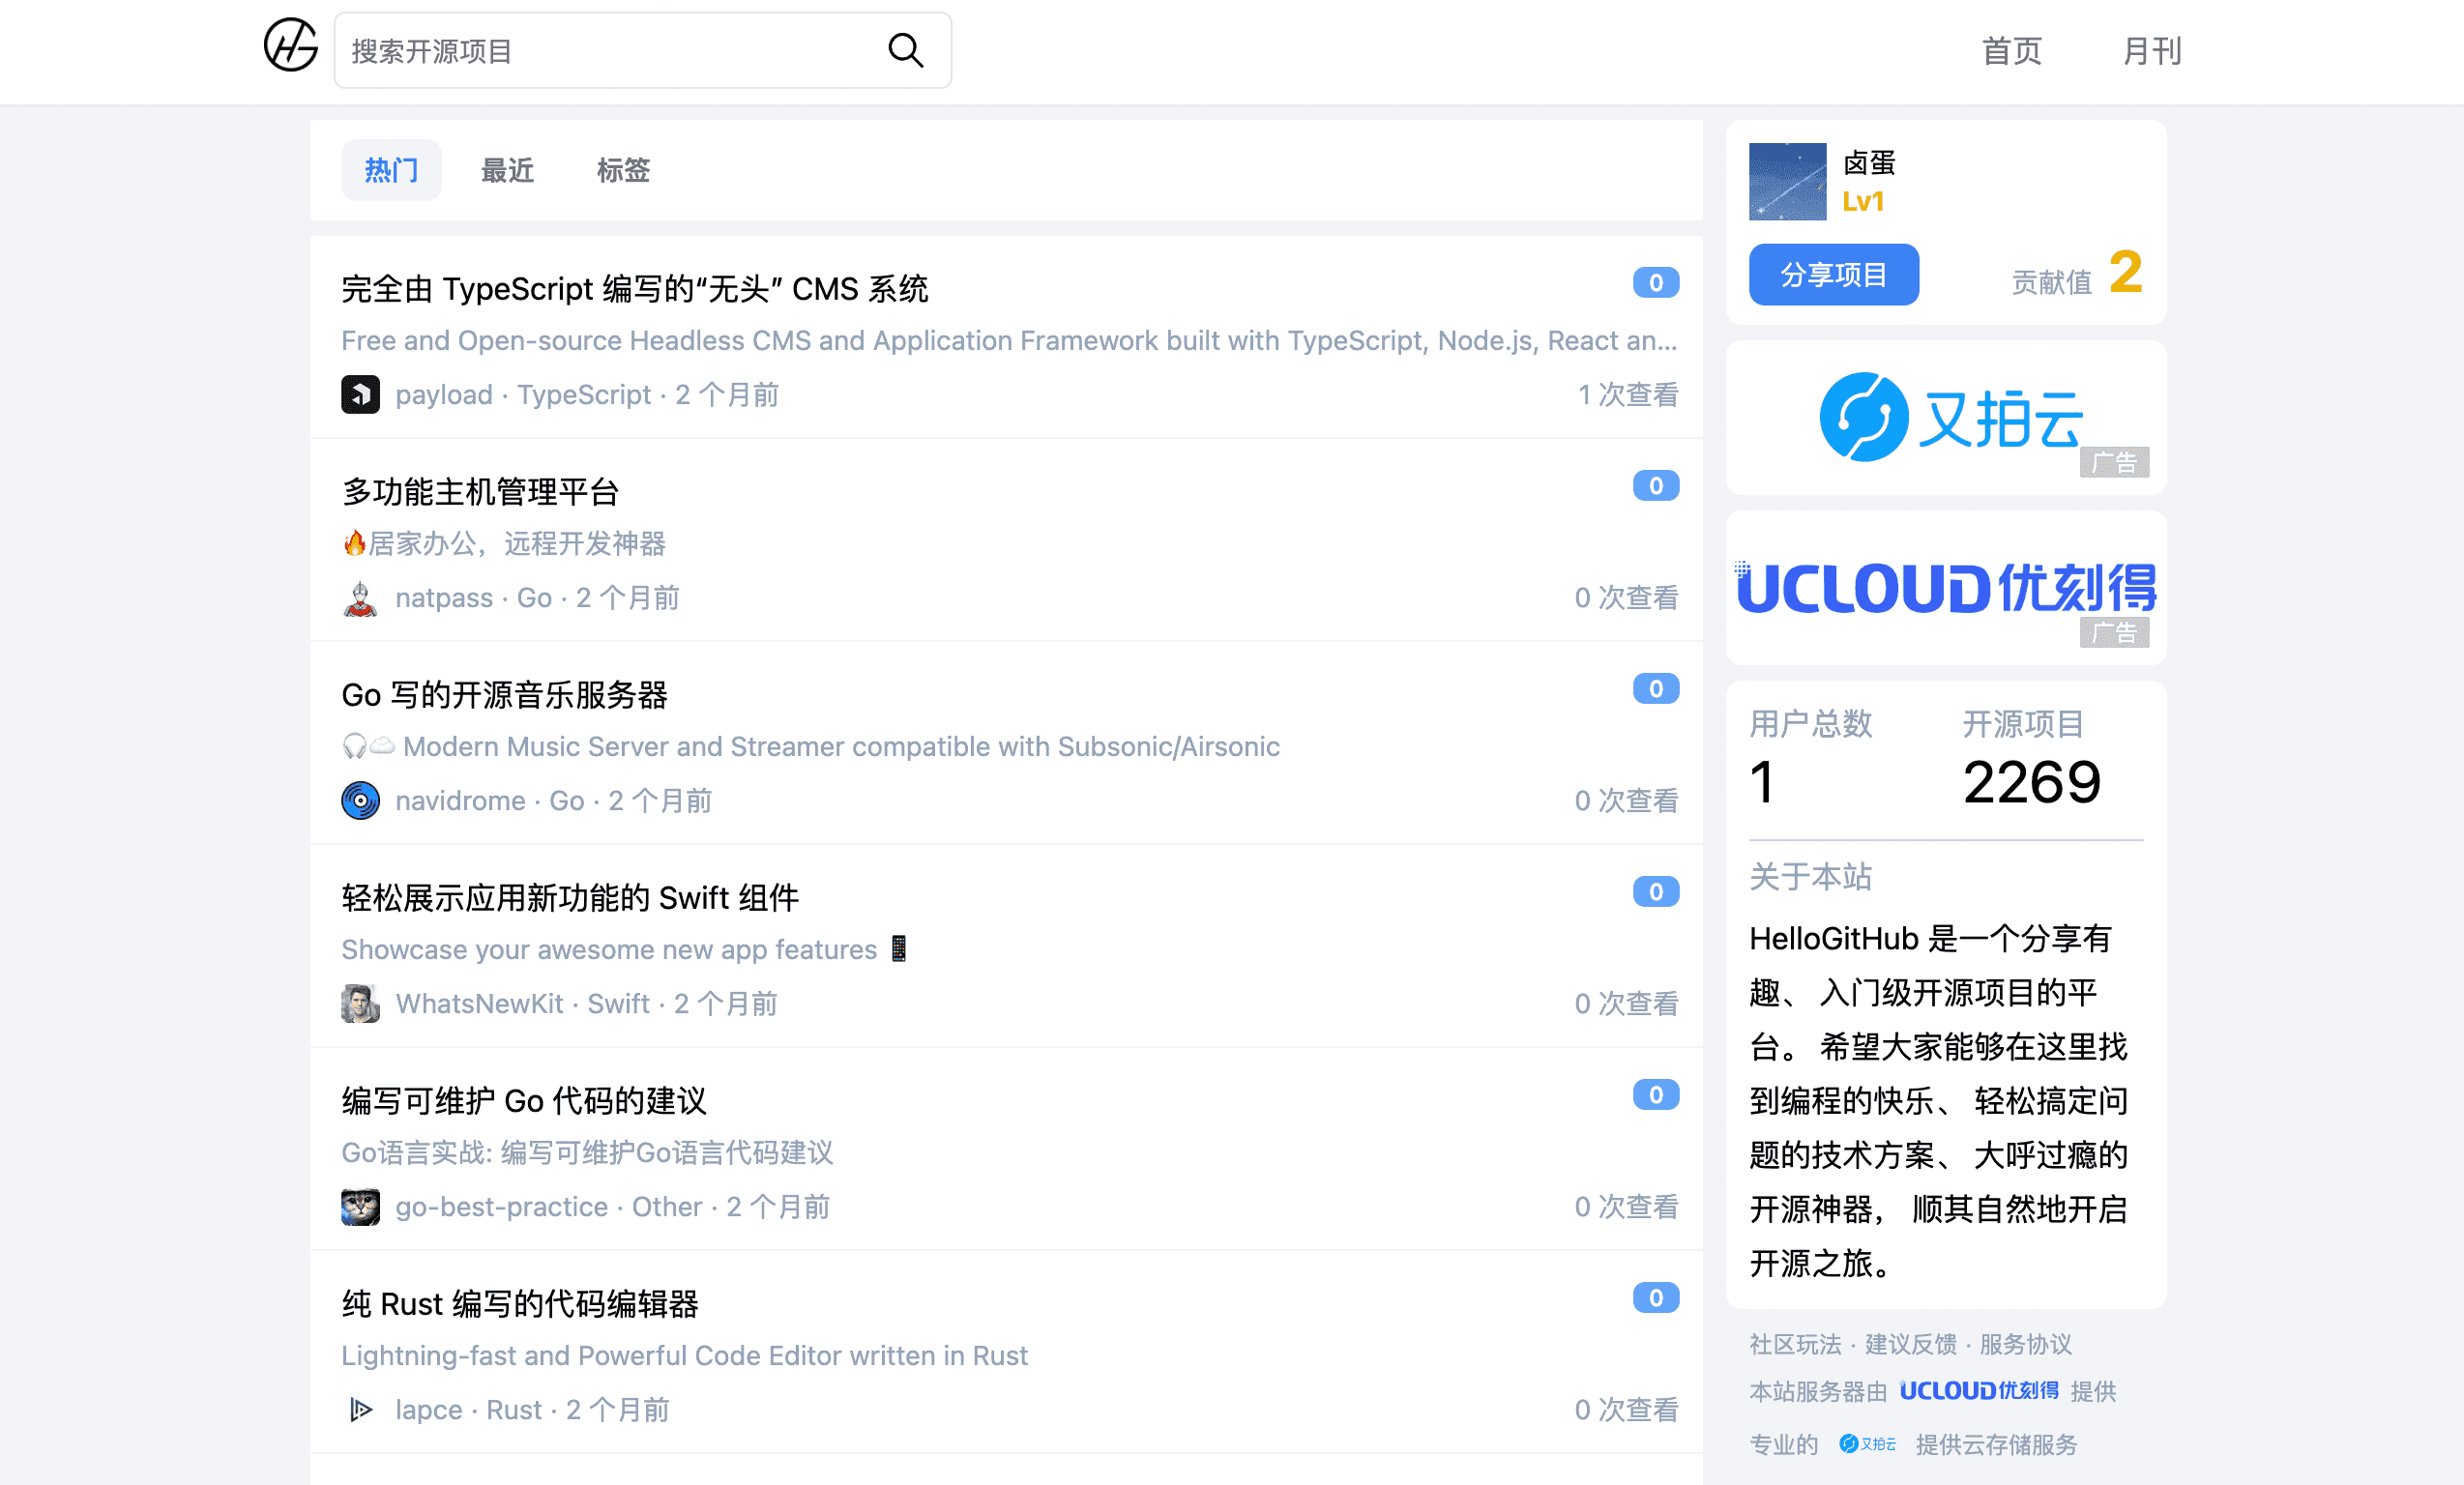 搜索开源项目
首页
月刊
热门
最近
标签
完全由 TypeScript 编写的“无头” CMS 系统
0
Free and Open-source Headless CMS and Application Framework built with TypeScript, Node.js, React an...
payload · TypeScript · 2 个月前
1 次查看
多功能主机管理平台
0
🔥居家办公，远程开发神器
natpass · Go · 2 个月前
0 次查看
Go 写的开源音乐服务器
0
🎧☁️ Modern Music Server and Streamer compatible with Subsonic/Airsonic
navidrome · Go · 2 个月前
0 次查看
轻松展示应用新功能的 Swift 组件
0
Showcase your awesome new app features 📱
WhatsNewKit · Swift · 2 个月前
0 次查看
编写可维护 Go 代码的建议
0
Go语言实战: 编写可维护Go语言代码建议
go-best-practice · Other · 2 个月前
0 次查看
纯 Rust 编写的代码编辑器
0
Lightning-fast and Powerful Code Editor written in Rust
lapce · Rust · 2 个月前
0 次查看
卤蛋
Lv1
分享项目
贡献值 2
又拍云
广告
UCLOUD优刻得
广告
用户总数
开源项目
1
2269
关于本站
HelloGitHub 是一个分享有
趣、 入门级开源项目的平
台。 希望大家能够在这里找
到编程的快乐、 轻松搞定问
题的技术方案、 大呼过瘾的
开源神器， 顺其自然地开启
开源之旅。
社区玩法 · 建议反馈 · 服务协议
本站服务器由 UCLOUD优刻得 提供
专业的 又拍云 提供云存储服务